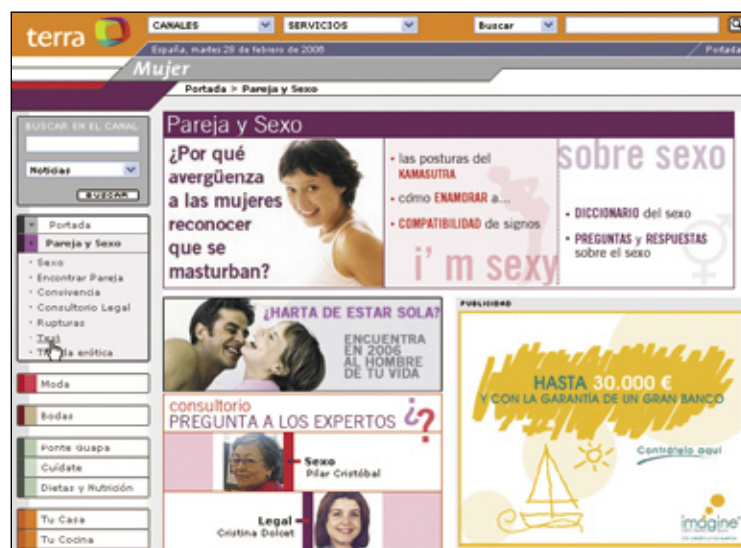 terra
CANALES
SERVICIOS
Buscar
España, martes 28 de febrero de 2006
Portada
Mujer
Portada > Pareja y Sexo
BUSCAR EN EL CANAL
Noticias
BUSCAR
Portada
Pareja y Sexo
· Sexo
· Encontrar Pareja
· Convivencia
· Consultorio Legal
· Rupturas
· Test
erótica
Moda
Bodas
Ponte Guapa
Cuídate
Dietas y Nutrición
Tu Casa
Tu Cocina
Pareja y Sexo
¿Por qué
avergüenza
a las mujeres
reconocer
que se
masturban?
• las posturas del
KAMASUTRA
• cómo ENAMORAR a...
• COMPATIBILIDAD de signos
i' m sexy
sobre sexo
• DICCIONARIO del sexo
• PREGUNTAS y RESPUESTAS
sobre el sexo
¿HARTA DE ESTAR SOLA?
ENCUENTRA
EN 2006
AL HOMBRE
DE TU VIDA
consultorio
PREGUNTA A LOS EXPERTOS ¿?
Sexo
Pilar Cristóbal
Legal
Cristina Dolcet
PUBLICIDAD
HASTA 30.000 €
Y CON LA GARANTÍA DE UN GRAN BANCO
Contrátelo aquí
imagine